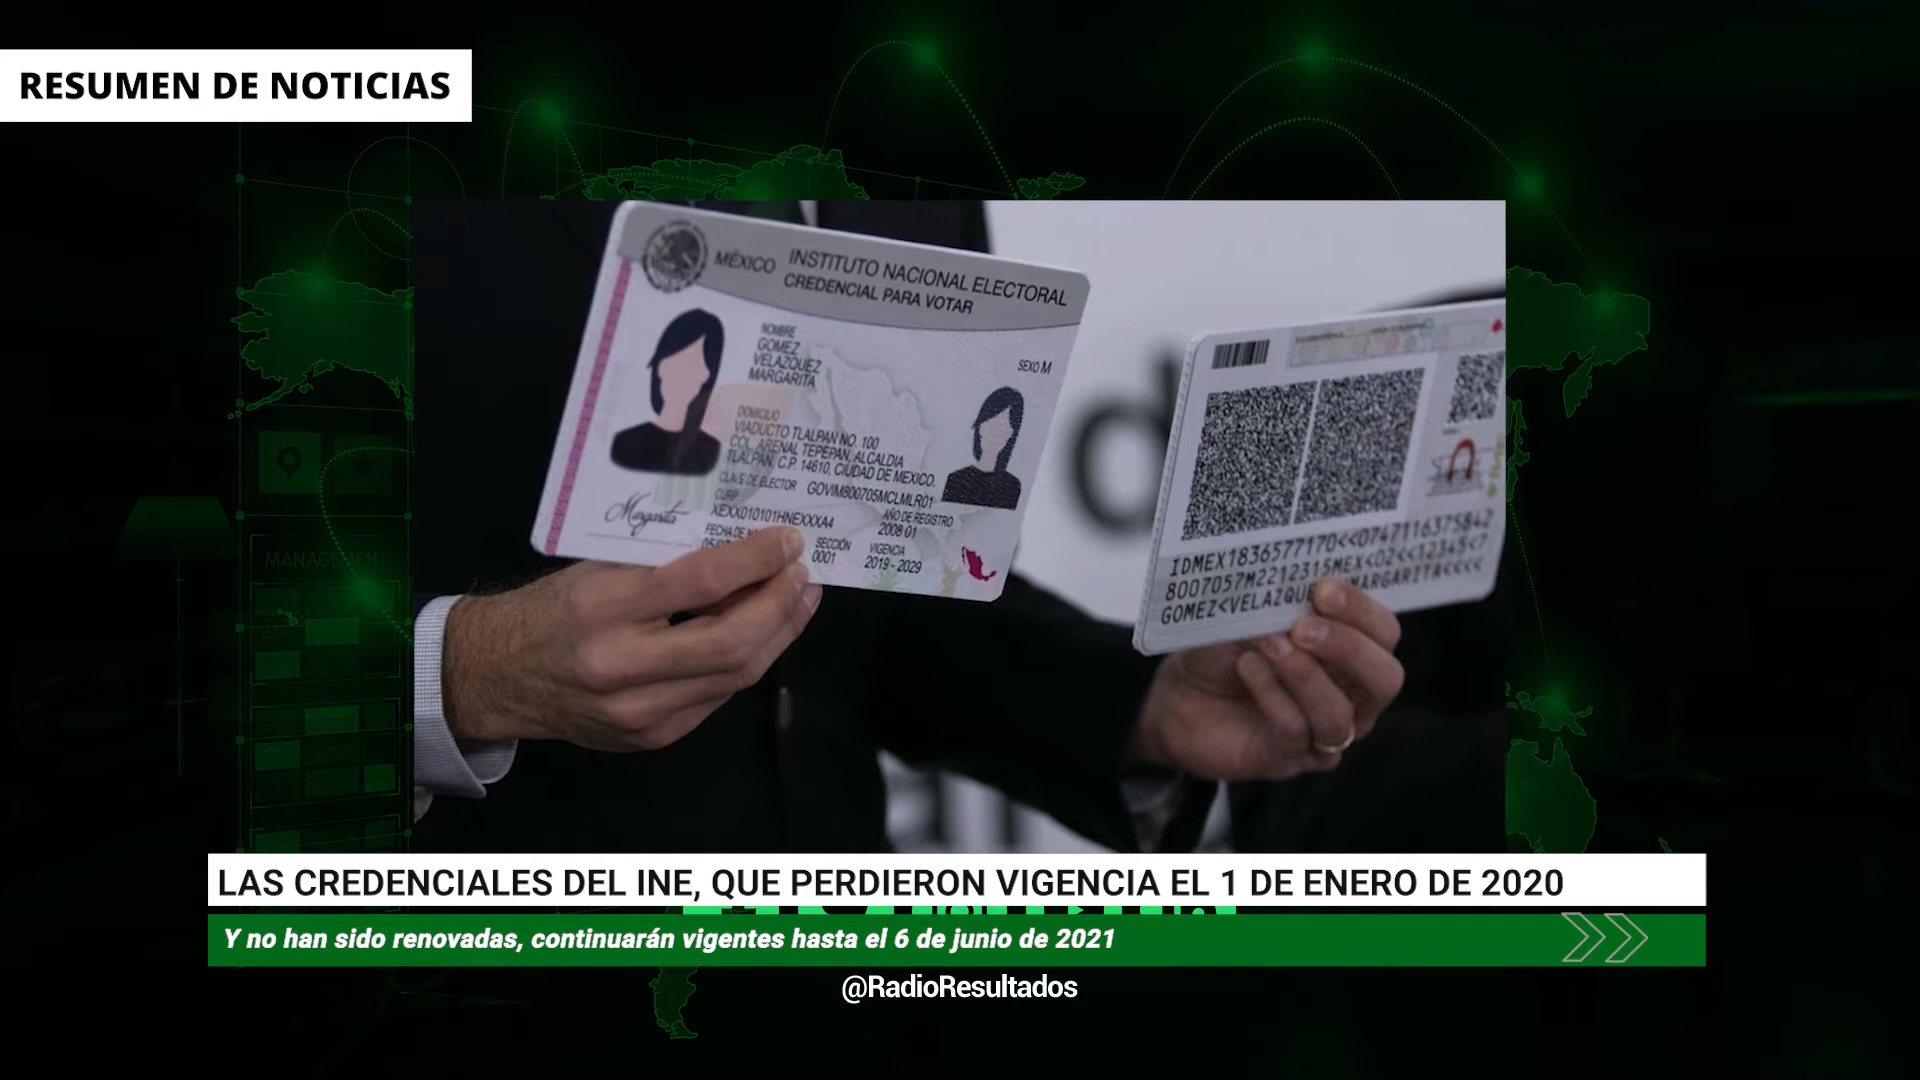 RESUMEN DE NOTICIAS
MÉXICO
INSTITUTO NACIONAL ELECTORAL
CREDENCIAL PARA VOTAR
NOMBRE
GOMEZ
VELAZQUEZ
MARGARITA
SEXO M
DOMICILIO
VIADUCTO TLALPAN NO. 100
COL. ARENAL TEPEPAN, ALCALDIA
TLALPAN, C.P. 14610, CIUDAD DE MEXICO.
CLAVE DE ELECTOR GOVIM800705MCLMLR01
CURP
XEXX010101HNEXXXA4
AÑO DE REGISTRO
2008 01
FECHA DE
SECCIÓN
0001
VIGENCIA
2019 - 2029
Margarita
IDMEX1836577170<<0747116375842
8007057M2212315MEX<02<<12345<7
GOMEZ<VELAZQUE MARGARITA<<<<
MANAGEMENT
LAS CREDENCIALES DEL INE, QUE PERDIERON VIGENCIA EL 1 DE ENERO DE 2020
Y no han sido renovadas, continuarán vigentes hasta el 6 de junio de 2021
@RadioResultados